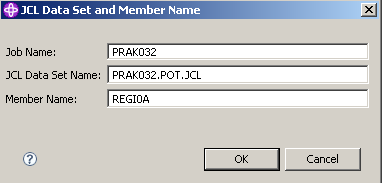 JCL Data Set and Member Name
Job Name: PRAK032
JCL Data Set Name: PRAK032.POT.JCL
Member Name: REGI0A
?
OK Cancel